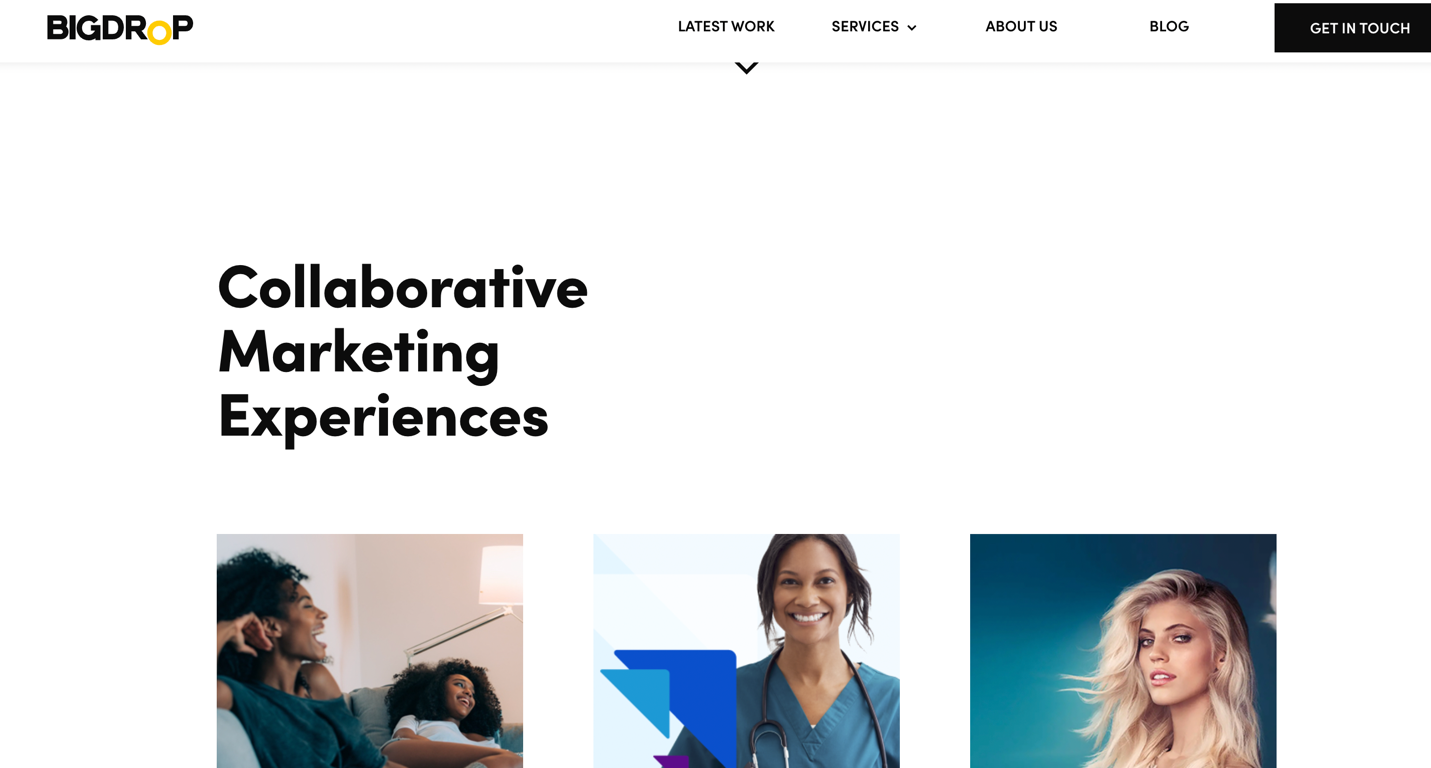 BIGDROP
LATEST WORK
SERVICES
ABOUT US
BLOG
GET IN TOUCH
Collaborative
Marketing
Experiences